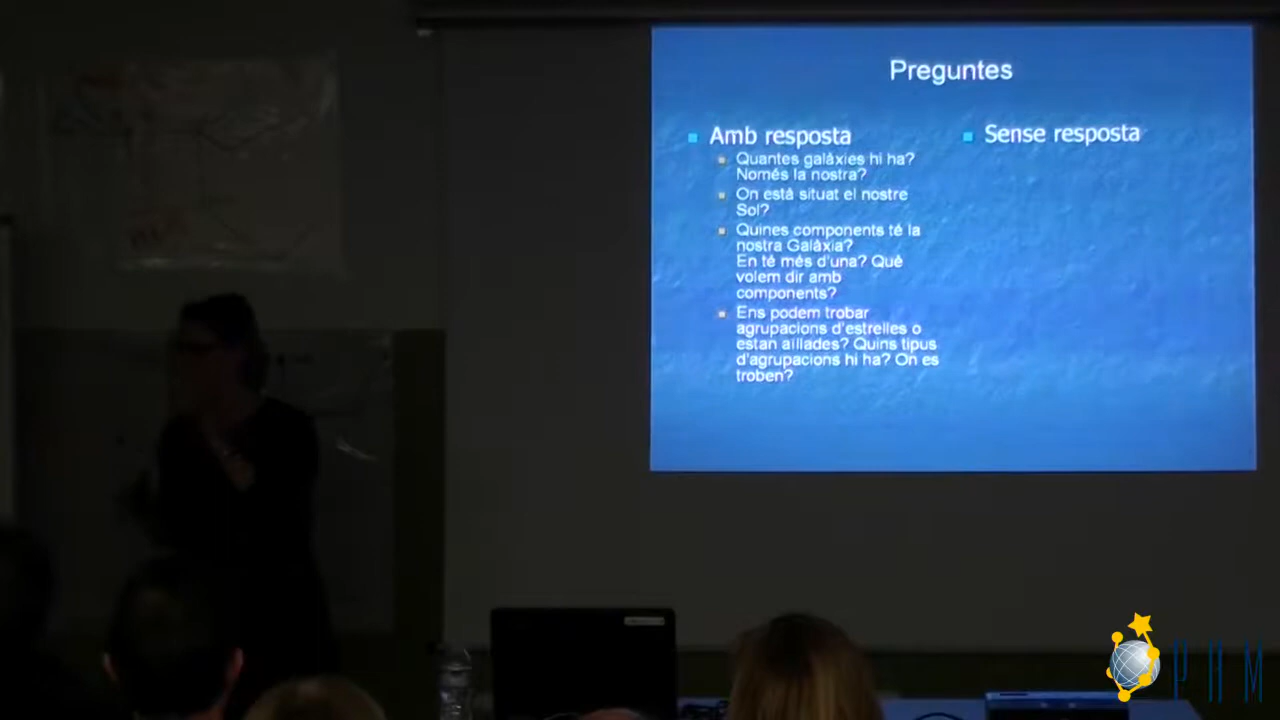 Preguntes
Amb resposta
Quantes galàxies hi ha?
Només la nostra?
On està situat el nostre
Sol?
Quines components té la
nostra Galàxia?
En té més d'una? Què
volem dir amb
components?
Ens podem trobar
agrupacions d'estrelles o
estan aïllades? Quins tipus
d'agrupacions hi ha? On es
troben?
Sense resposta